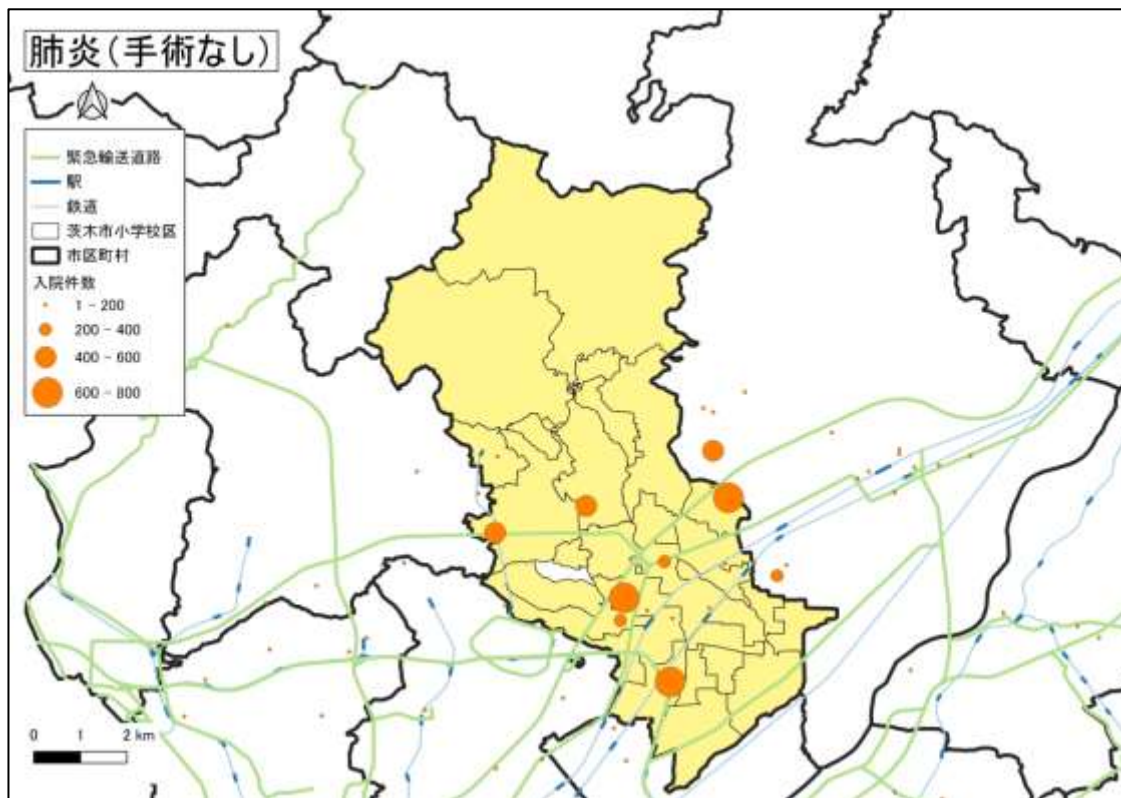 肺炎(手術なし)
緊急輸送道路
駅
鉄道
茨木市小学校区
市区町村
入院件数
1 - 200
200 - 400
400 - 600
600 - 800
0 1 2 km